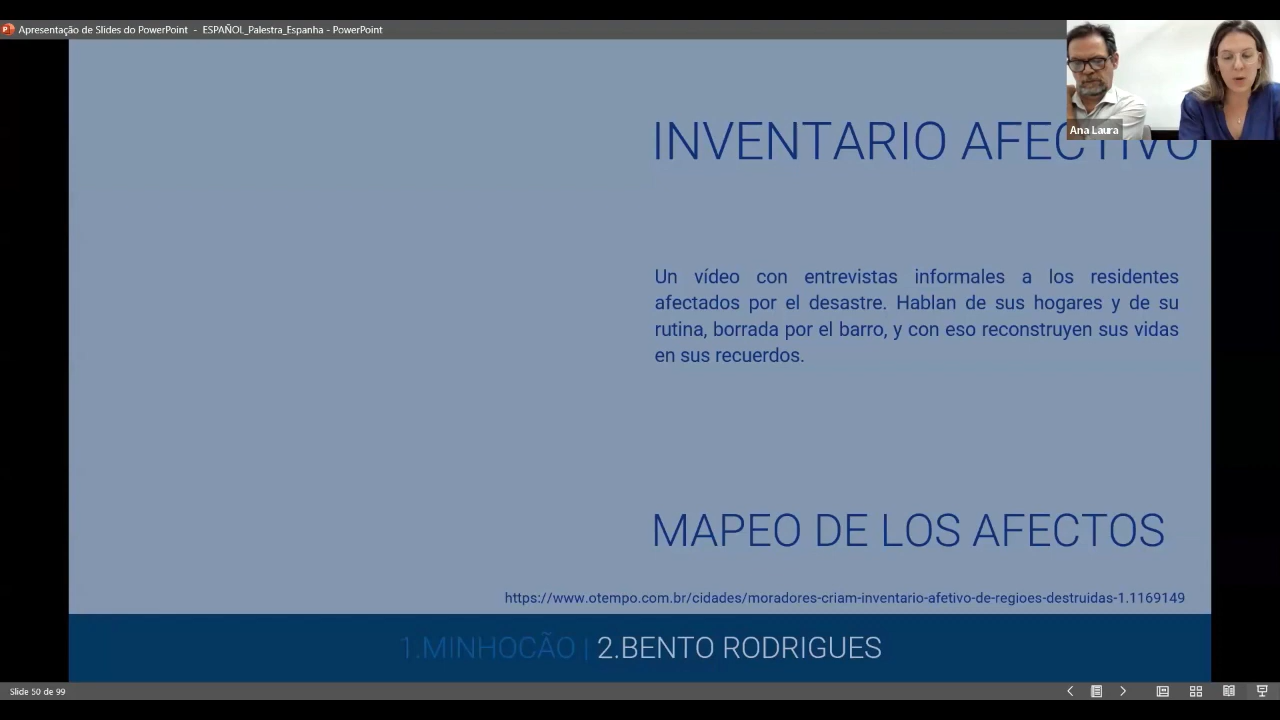 Apresentação de Slides do PowerPoint - ESPAÑOL_Palestra_Espanha - PowerPoint
Ana Laura
INVENTARIO AFECTIVO
Un vídeo con entrevistas informales a los residentes
afectados por el desastre. Hablan de sus hogares y de su
rutina, borrada por el barro, y con eso reconstruyen sus vidas
en sus recuerdos.
MAPEO DE LOS AFECTOS
https://www.otempo.com.br/cidades/moradores-criam-inventario-afetivo-de-regioes-destruidas-1.1169149
1.MINHOCÃO | 2.BENTO RODRIGUES
Slide 50 de 99